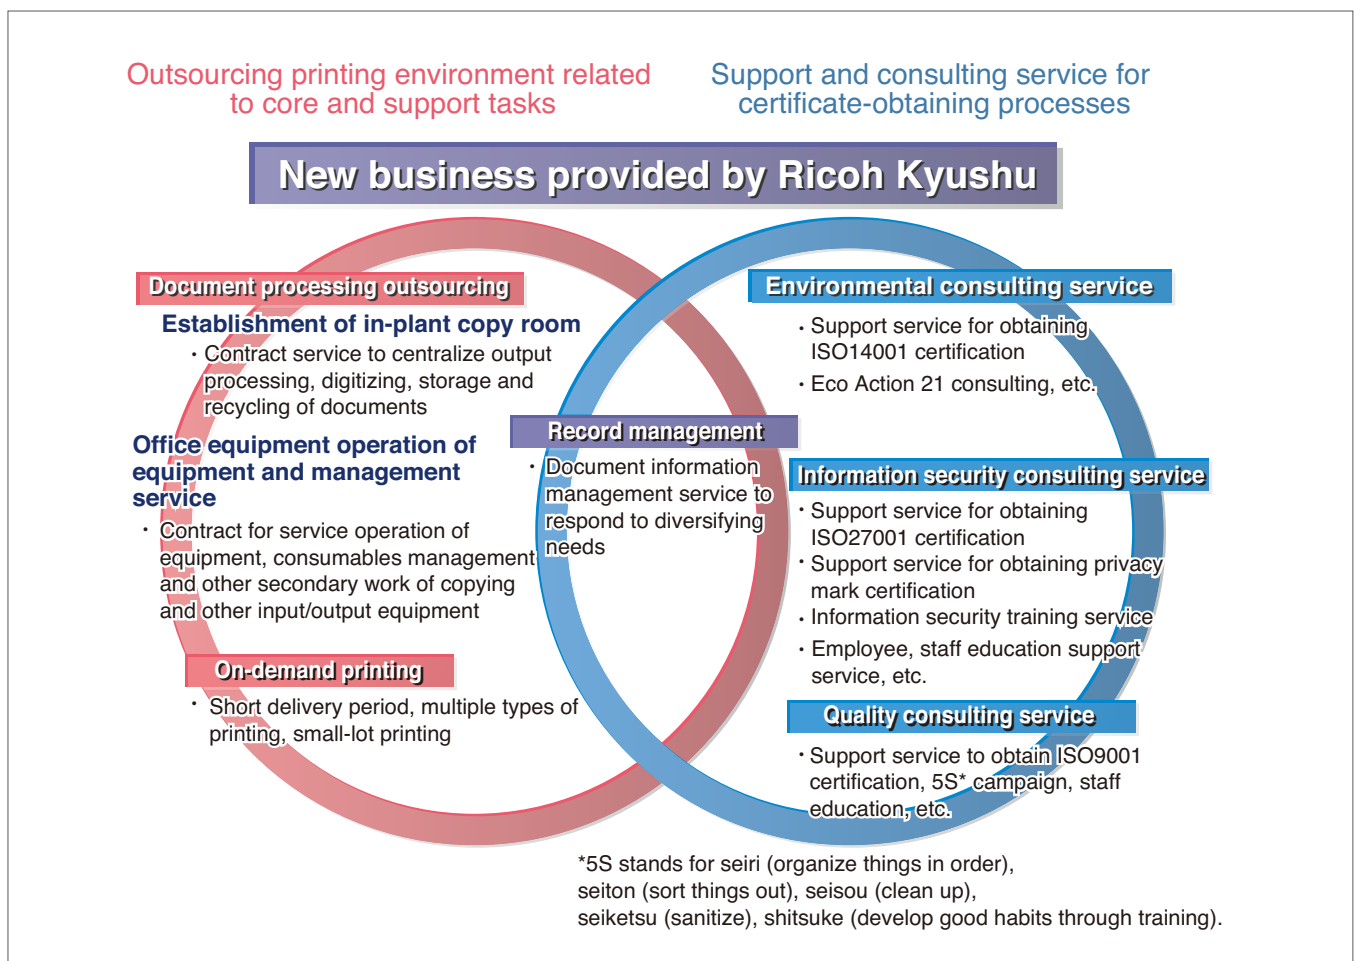 Outsourcing printing environment related
to core and support tasks
Support and consulting service for
certificate-obtaining processes
New business provided by Ricoh Kyushu
Document processing outsourcing
Establishment of in-plant copy room
・Contract service to centralize output
processing, digitizing, storage and
recycling of documents
Office equipment operation of
equipment and management
service
・Contract for service operation of
equipment, consumables management
and other secondary work of copying
and other input/output equipment
On-demand printing
・Short delivery period, multiple types of
printing, small-lot printing
Record management
・Document information
management service to
respond to diversifying
needs
Environmental consulting service
・Support service for obtaining
ISO14001 certification
・Eco Action 21 consulting, etc.
Information security consulting service
・Support service for obtaining
ISO27001 certification
・Support service for obtaining privacy
mark certification
・Information security training service
・Employee, staff education support
service, etc.
Quality consulting service
・Support service to obtain ISO9001
certification, 5S* campaign, staff
education, etc.
*5S stands for seiri (organize things in order),
seiton (sort things out), seisou (clean up),
seiketsu (sanitize), shitsuke (develop good habits through training).